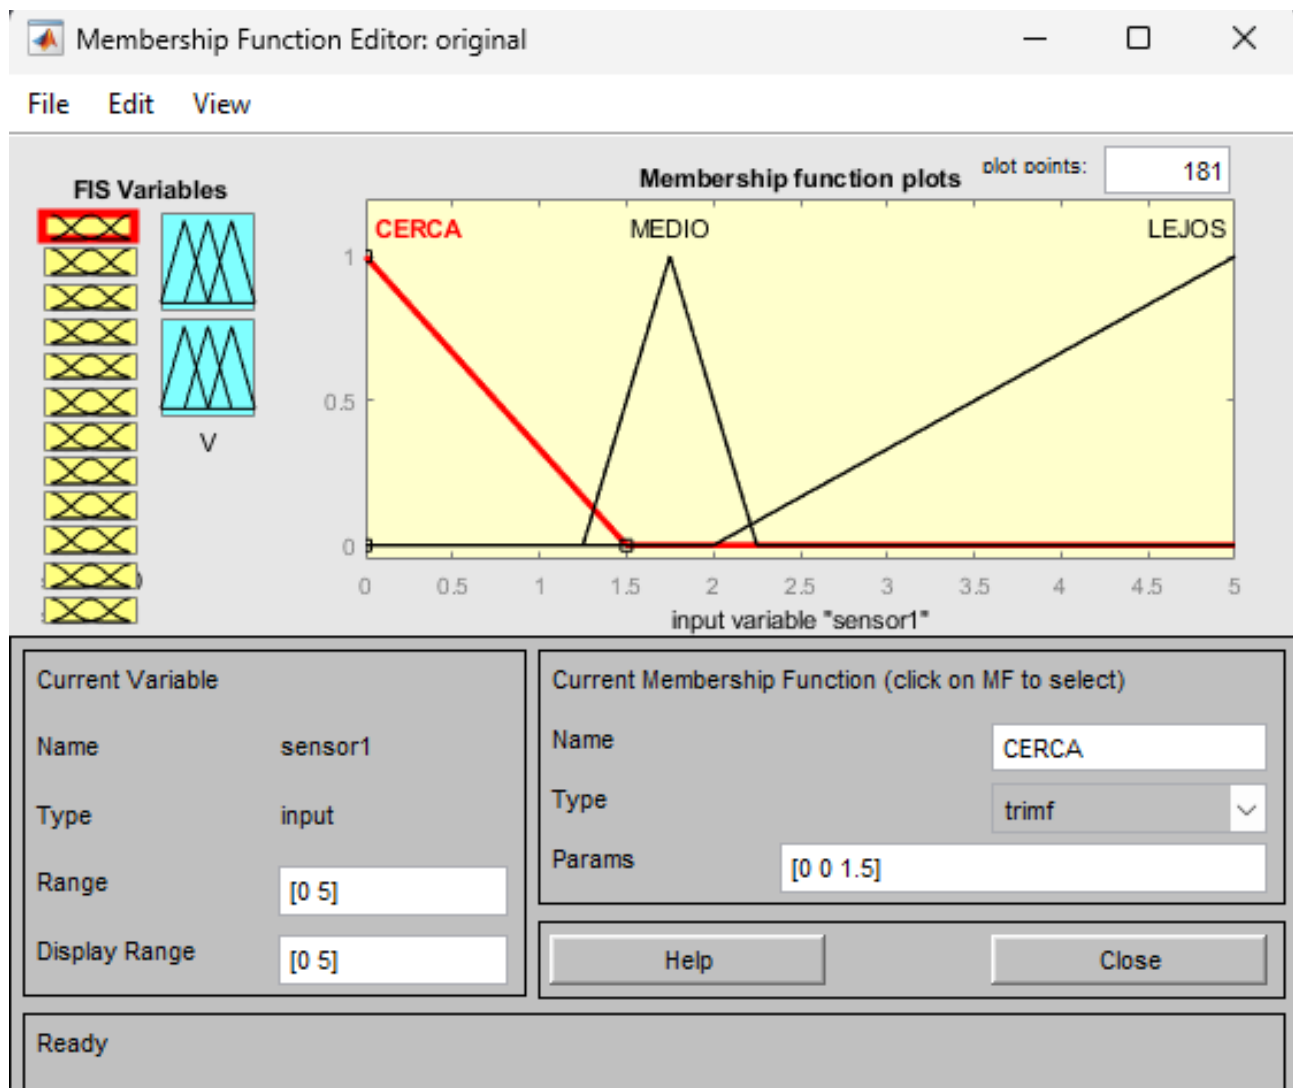 Membership Function Editor: original
File Edit View
FIS Variables
V
Membership function plots
plot points: 181
CERCA MEDIO LEJOS
1
0.5
0
0 0.5 1 1.5 2 2.5 3 3.5 4 4.5 5
input variable "sensor1"
Current Variable
Name sensor1
Type input
Range [0 5]
Display Range [0 5]
Current Membership Function (click on MF to select)
Name CERCA
Type trimf
Params [0 0 1.5]
Help Close
Ready